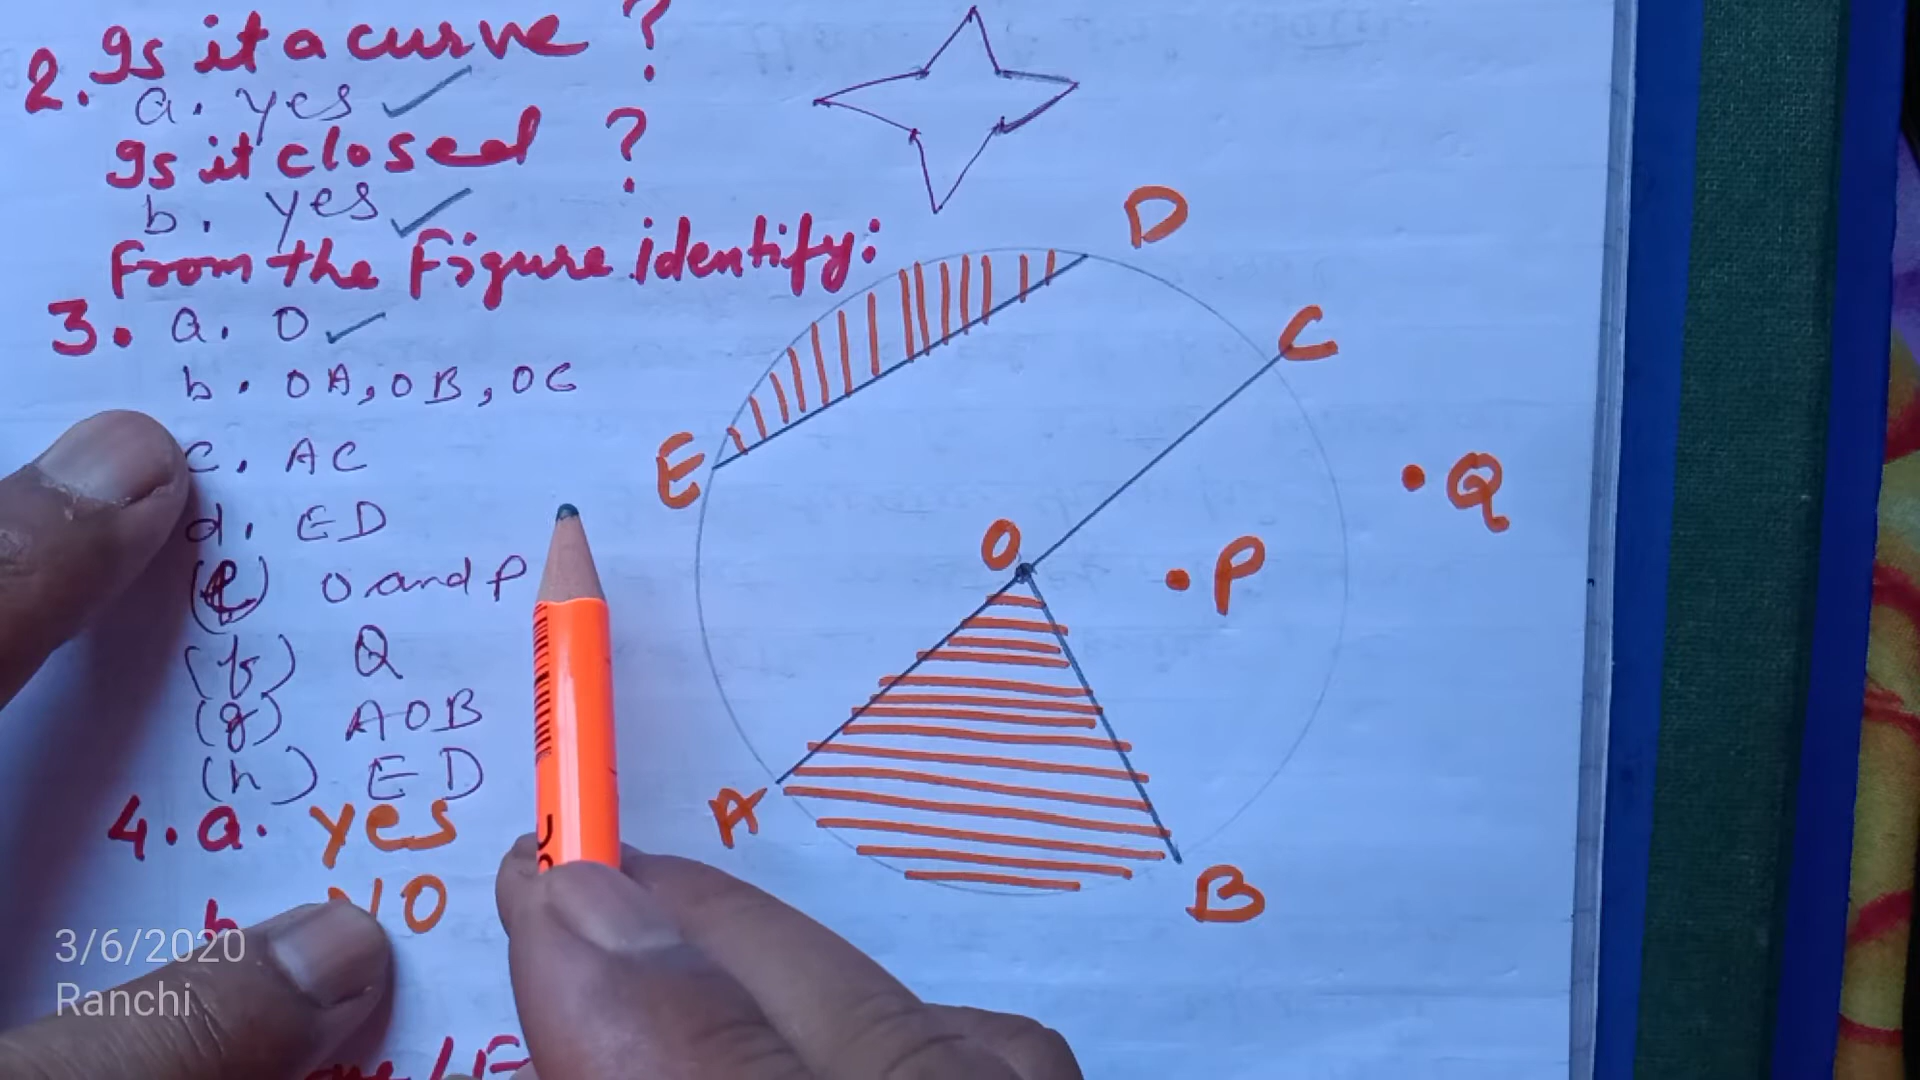 2. Is it a curve ?
a. yes ✓
Is it closed ?
b. yes ✓
From the Figure identify:
3. a. O ✓
b. OA, OB, OC
c. AC
d. ED
(e) O and P
(f) Q
(g) AOB
(h) ED
4. a. yes
b. NO
D
C
E
Q
O
P
A
B
3/6/2020
Ranchi